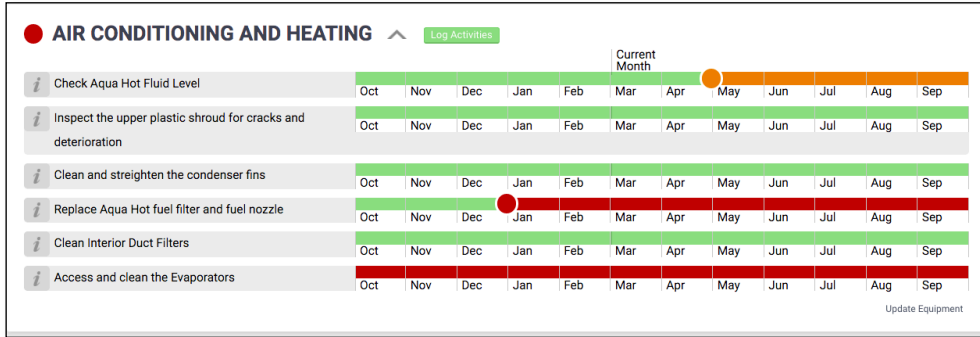 AIR CONDITIONING AND HEATING
Log Activities
Current
Month
i Check Aqua Hot Fluid Level
Oct Nov Dec Jan Feb Mar Apr May Jun Jul Aug Sep
i Inspect the upper plastic shroud for cracks and
deterioration
Oct Nov Dec Jan Feb Mar Apr May Jun Jul Aug Sep
i Clean and streighten the condenser fins
Oct Nov Dec Jan Feb Mar Apr May Jun Jul Aug Sep
i Replace Aqua Hot fuel filter and fuel nozzle
Oct Nov Dec Jan Feb Mar Apr May Jun Jul Aug Sep
i Clean Interior Duct Filters
Oct Nov Dec Jan Feb Mar Apr May Jun Jul Aug Sep
i Access and clean the Evaporators
Oct Nov Dec Jan Feb Mar Apr May Jun Jul Aug Sep
Update Equipment